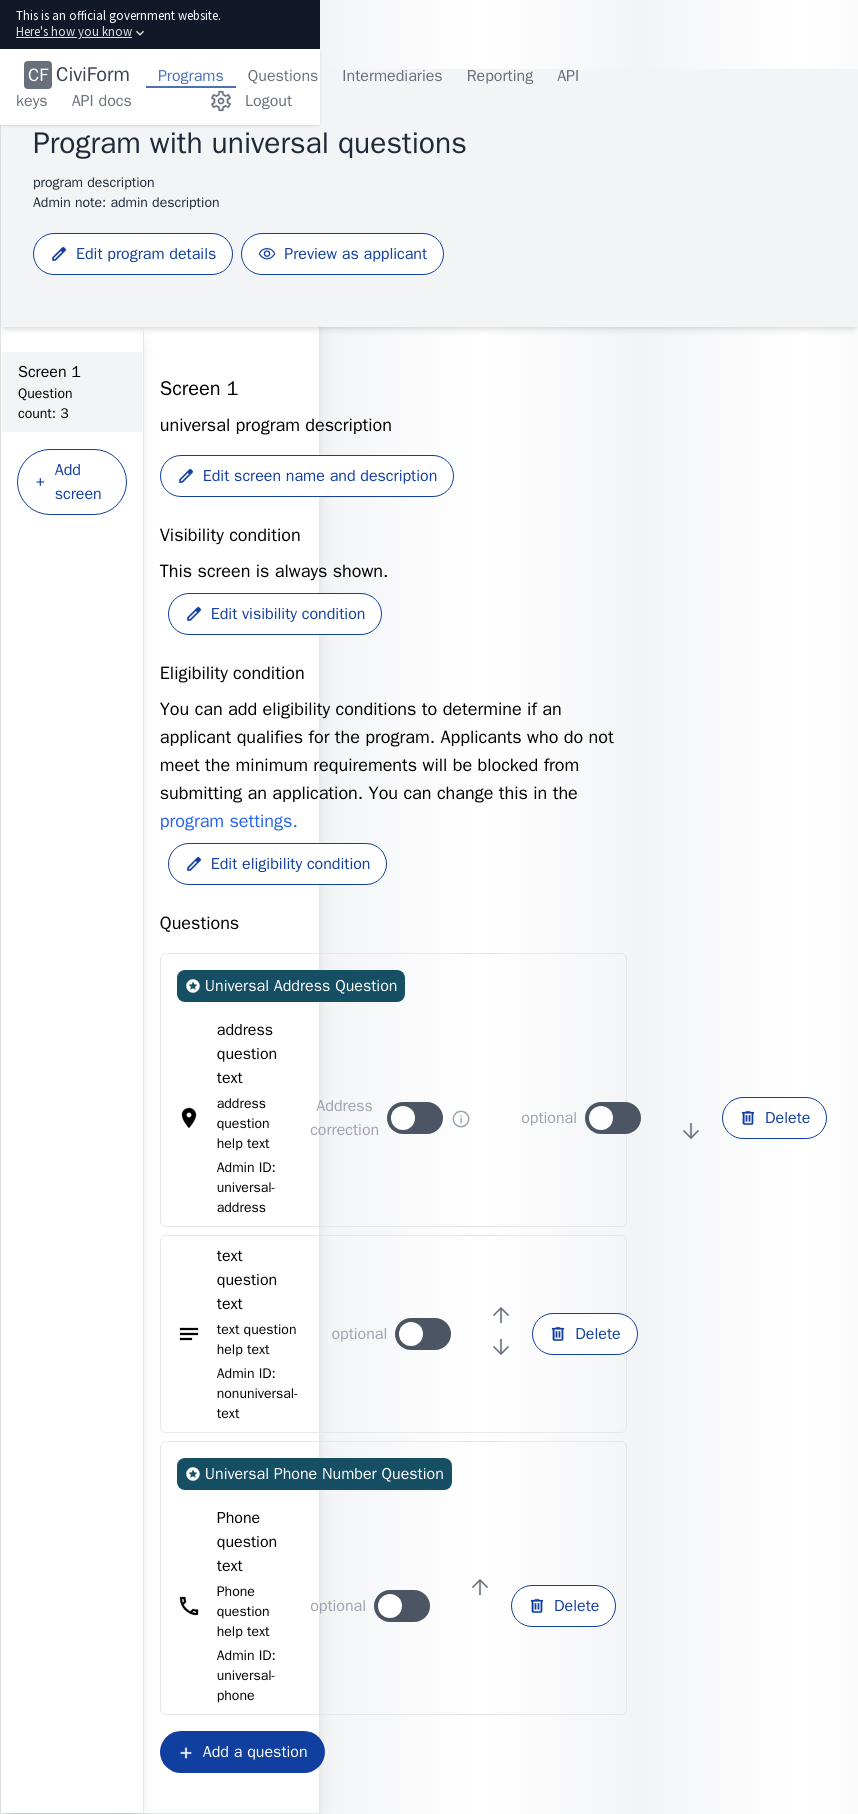 This is an official government website.
Here's how you know
CF CiviForm Programs Questions Intermediaries Reporting API
keys API docs Logout
Program with universal questions
program description
Admin note: admin description
Edit program details Preview as applicant
Screen 1
Question
count: 3
Add
screen
Screen 1
universal program description
Edit screen name and description
Visibility condition
This screen is always shown.
Edit visibility condition
Eligibility condition
You can add eligibility conditions to determine if an
applicant qualifies for the program. Applicants who do not
meet the minimum requirements will be blocked from
submitting an application. You can change this in the
program settings.
Edit eligibility condition
Questions
Universal Address Question
address
question
text
address
question
help text
Admin ID:
universal-
address
Address
correction
optional
Delete
text
question
text
text question
help text
Admin ID:
nonuniversal-
text
optional
Delete
Universal Phone Number Question
Phone
question
text
Phone
question
help text
Admin ID:
universal-
phone
optional
Delete
Add a question